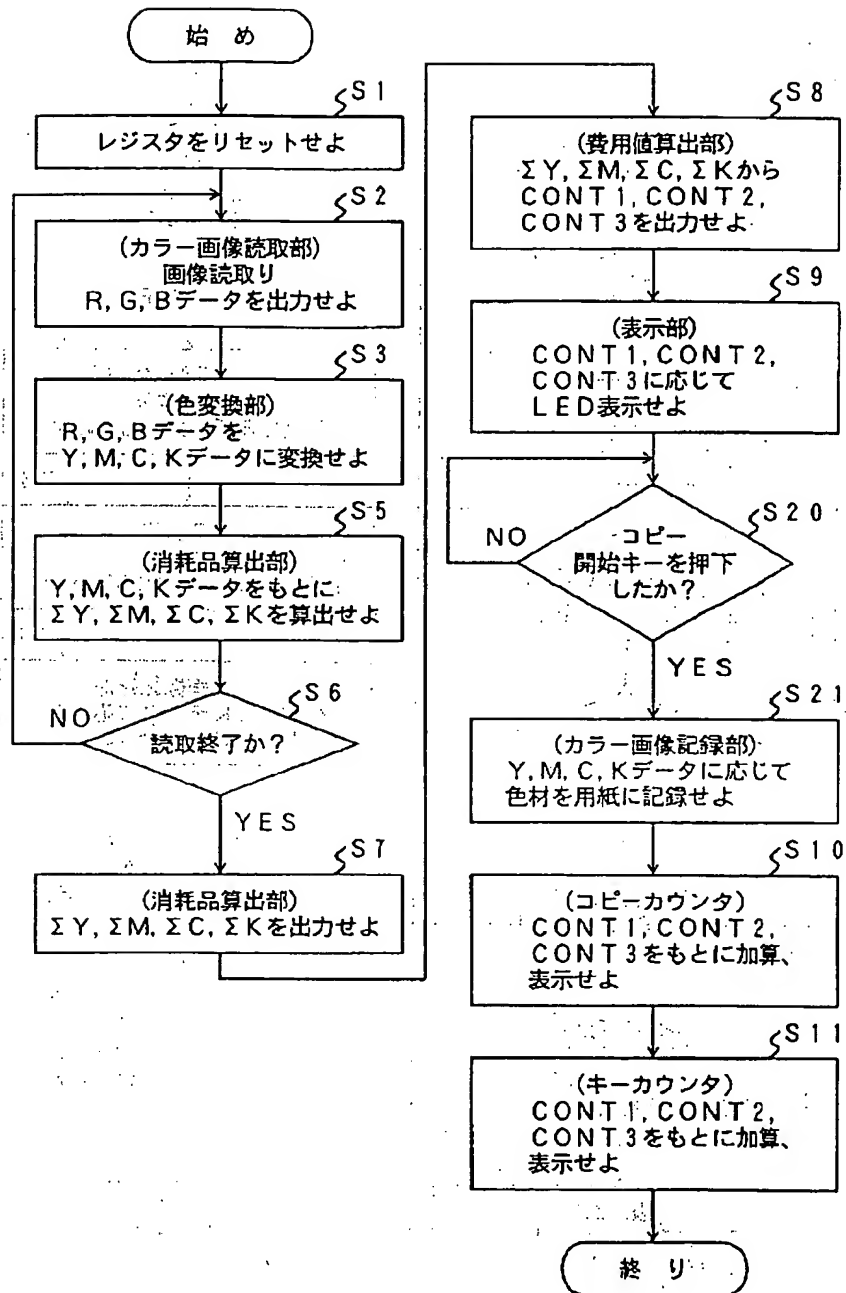 始め
S1
レジスタをリセットせよ
S2
(カラー画像読取部)
画像読取り
R,G,Bデータを出力せよ
S3
(色変換部)
R,G,Bデータを
Y,M,C,Kデータに変換せよ
S5
(消耗品算出部)
Y,M,C,Kデータをもとに
ΣY,ΣM,ΣC,ΣKを算出せよ
S6
NO
読取終了か?
YES
S7
(消耗品算出部)
ΣY,ΣM,ΣC,ΣKを出力せよ
S8
(費用値算出部)
ΣY,ΣM,ΣC,ΣKから
CONT1,CONT2,
CONT3を出力せよ
S9
(表示部)
CONT1,CONT2,
CONT3に応じて
LED表示せよ
S20
NO
コピー
開始キーを押下
したか?
YES
S21
(カラー画像記録部)
Y,M,C,Kデータに応じて
色材を用紙に記録せよ
S10
(コピーカウンタ)
CONT1,CONT2,
CONT3をもとに加算、
表示せよ
S11
(キーカウンタ)
CONT1,CONT2,
CONT3をもとに加算、
表示せよ
終り